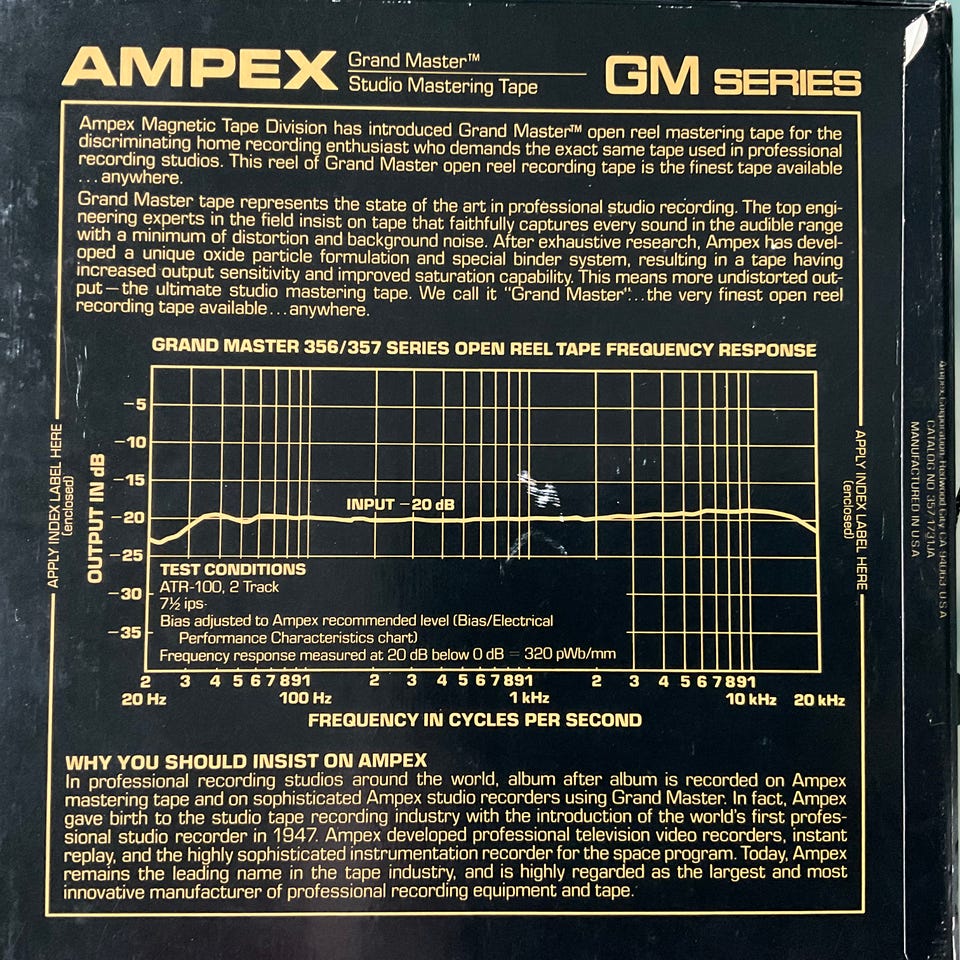 AMPEX Grand Master™
Studio Mastering Tape
GM SERIES
Ampex Magnetic Tape Division has introduced Grand Master™ open reel mastering tape for the
discriminating home recording enthusiast who demands the exact same tape used in professional
recording studios. This reel of Grand Master open reel recording tape is the finest tape available
...anywhere.
Grand Master tape represents the state of the art in professional studio recording. The top engi-
neering experts in the field insist on tape that faithfully captures every sound in the audible range
with a minimum of distortion and background noise. After exhaustive research, Ampex has devel-
oped a unique oxide particle formulation and special binder system, resulting in a tape having
increased output sensitivity and improved saturation capability. This means more undistorted out-
put—the ultimate studio mastering tape. We call it "Grand Master"...the very finest open reel
recording tape available...anywhere.
GRAND MASTER 356/357 SERIES OPEN REEL TAPE FREQUENCY RESPONSE
OUTPUT IN dB
-5
-10
-15
-20
-25
-30
-35
INPUT -20 dB
TEST CONDITIONS
ATR-100, 2 Track
7½ ips
Bias adjusted to Ampex recommended level (Bias/Electrical
Performance Characteristics chart)
Frequency response measured at 20 dB below 0 dB = 320 pWb/mm
2 3 4 5 6 7 8 9 1 2 3 4 5 6 7 8 9 1 2 3 4 5 6 7 8 9 1 2
20 Hz 100 Hz 1 kHz 10 kHz 20 kHz
FREQUENCY IN CYCLES PER SECOND
WHY YOU SHOULD INSIST ON AMPEX
In professional recording studios around the world, album after album is recorded on Ampex
mastering tape and on sophisticated Ampex studio recorders using Grand Master. In fact, Ampex
gave birth to the studio tape recording industry with the introduction of the world's first profes-
sional studio recorder in 1947. Ampex developed professional television video recorders, instant
replay, and the highly sophisticated instrumentation recorder for the space program. Today, Ampex
remains the leading name in the tape industry, and is highly regarded as the largest and most
innovative manufacturer of professional recording equipment and tape.
APPLY INDEX LABEL HERE
(enclosed)
APPLY INDEX LABEL HERE
(enclosed)
Ampex Corporation, Redwood City, CA 94063 U.S.A.
CATALOG NO.
MANUFACTURED IN U.S.A.